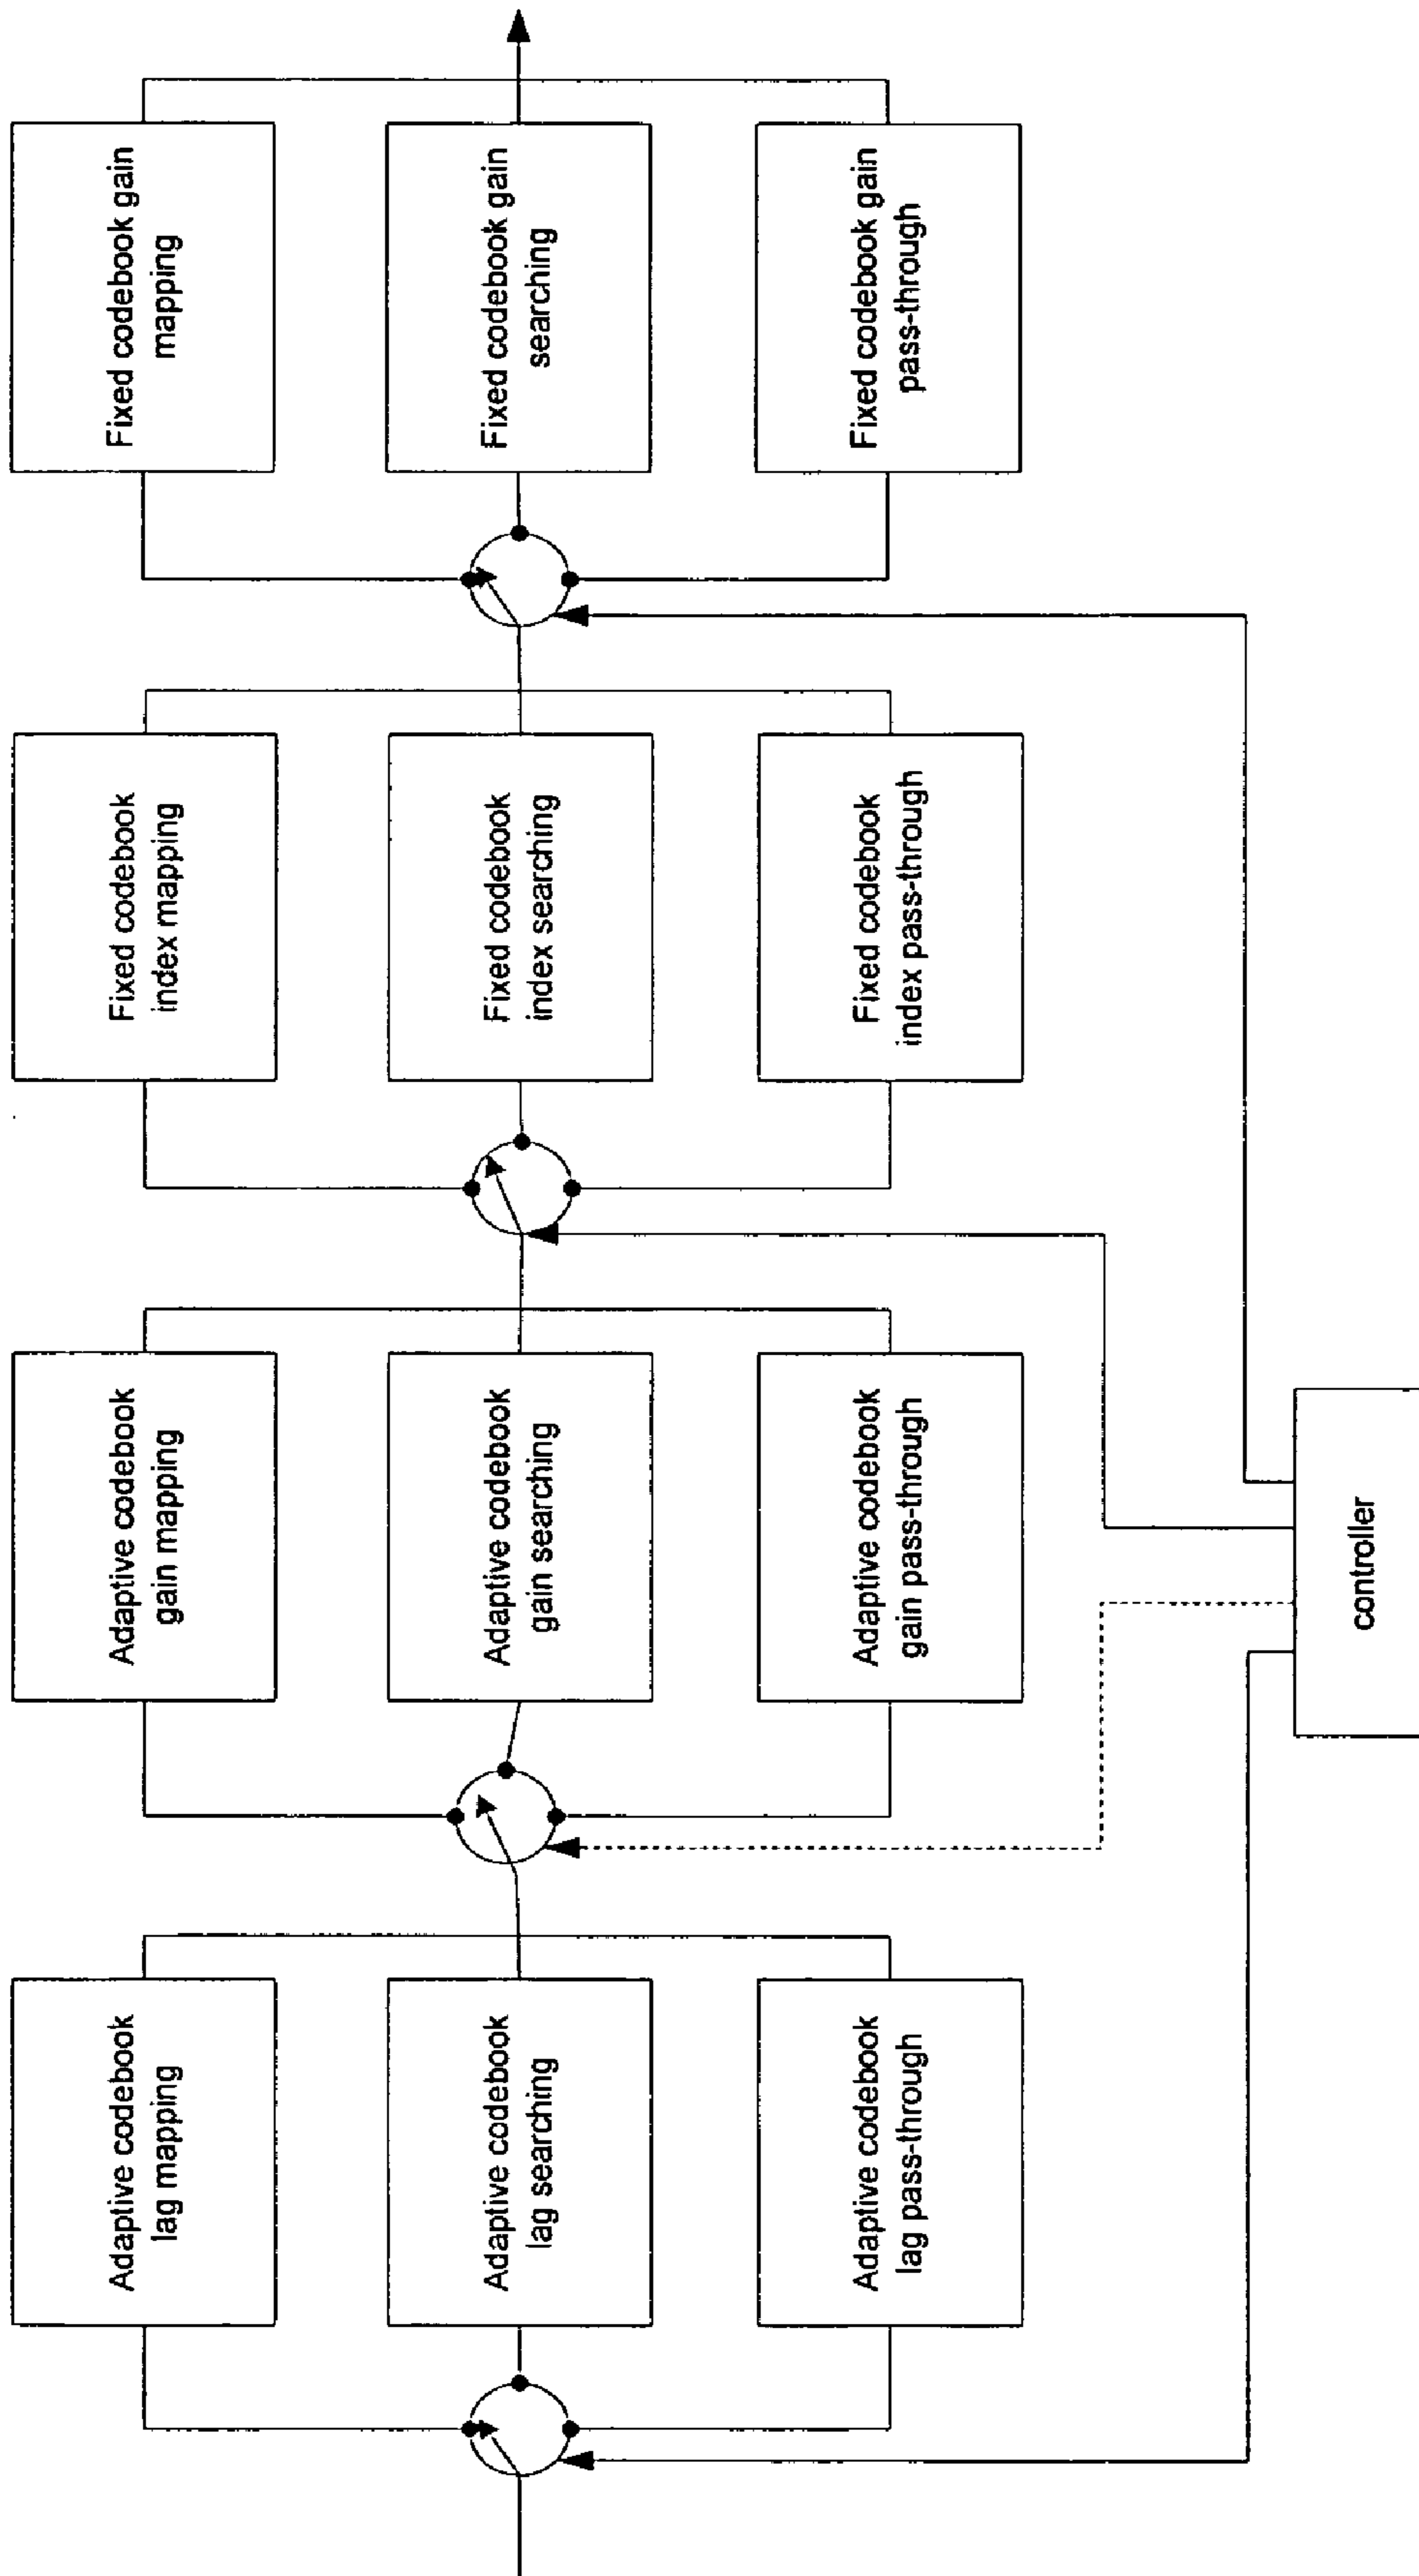 Adaptive codebook
lag mapping
Adaptive codebook
gain mapping
Fixed codebook
index mapping
Fixed codebook gain
mapping
Adaptive codebook
lag searching
Adaptive codebook
gain searching
Fixed codebook
index searching
Fixed codebook gain
searching
Adaptive codebook
lag pass-through
Adaptive codebook
gain pass-through
Fixed codebook
index pass-through
Fixed codebook gain
pass-through
controller